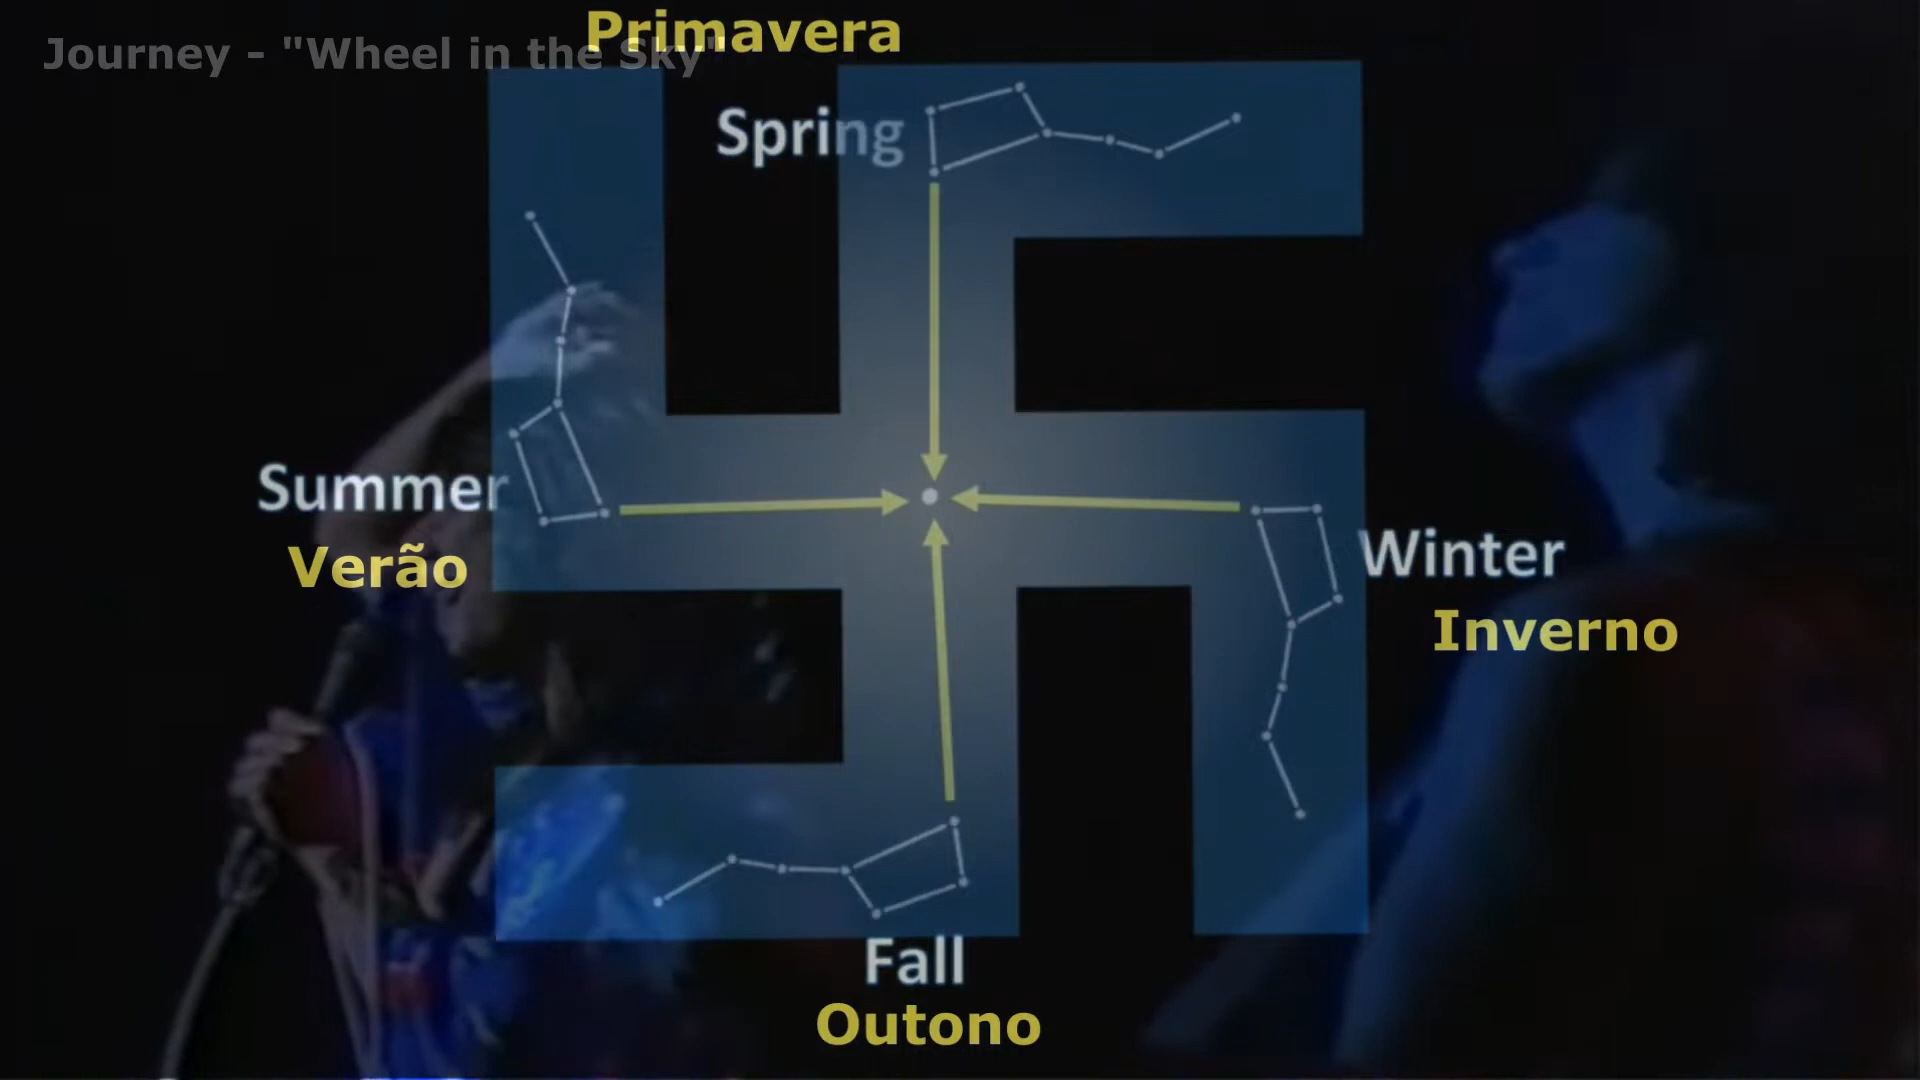 Primavera
Journey - "Wheel in the Sky"
Spring
Summer
Verão
Winter
Inverno
Fall
Outono